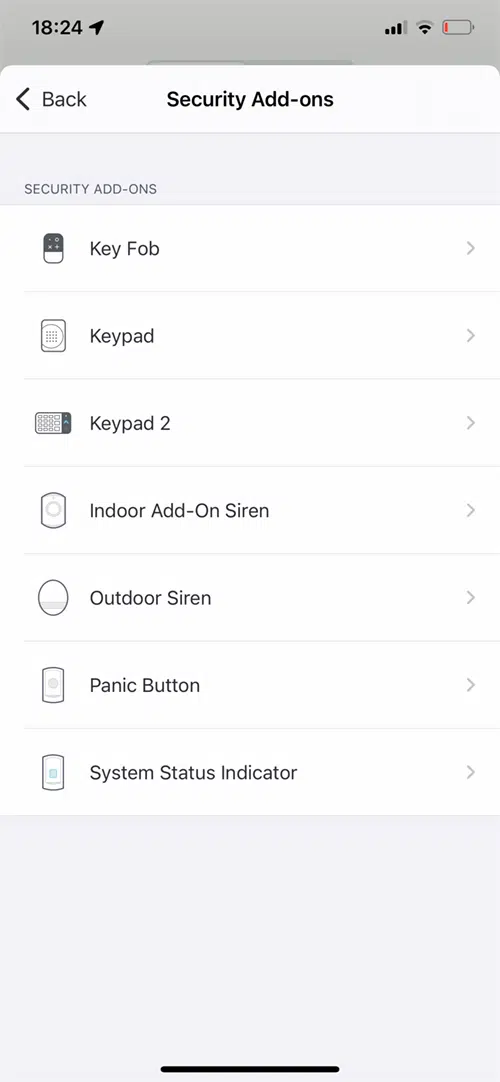 18:24
Back
Security Add-ons
SECURITY ADD-ONS
Key Fob
Keypad
Keypad 2
Indoor Add-On Siren
Outdoor Siren
Panic Button
System Status Indicator